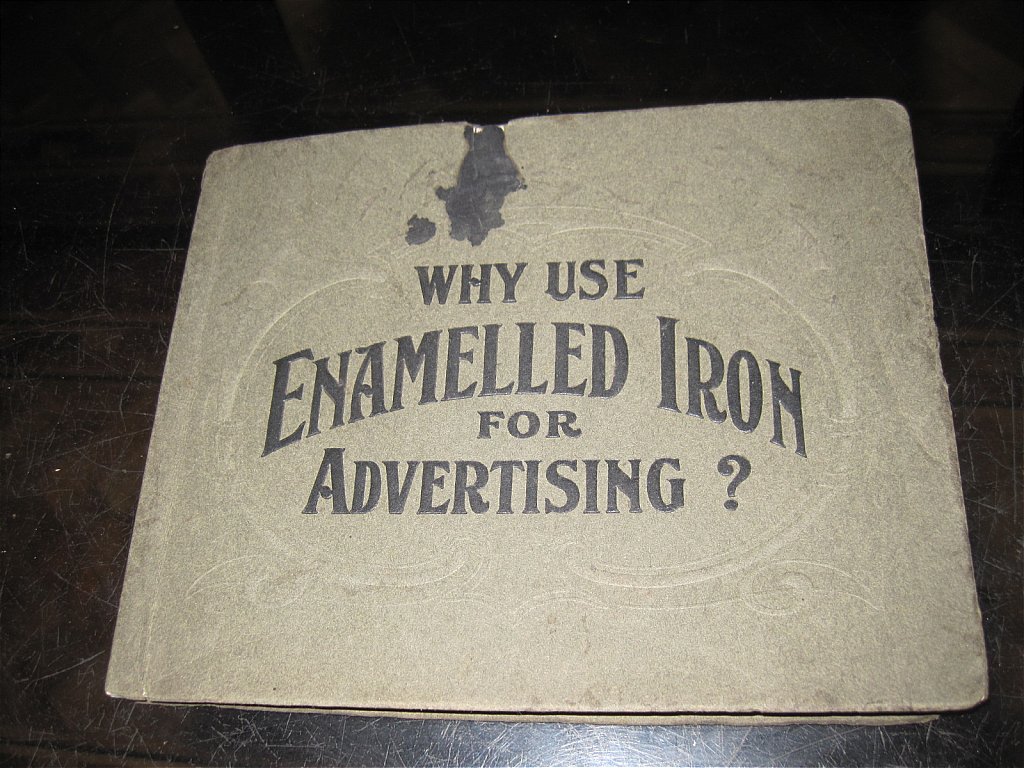 WHY USE
ENAMELLED IRON
FOR
ADVERTISING ?